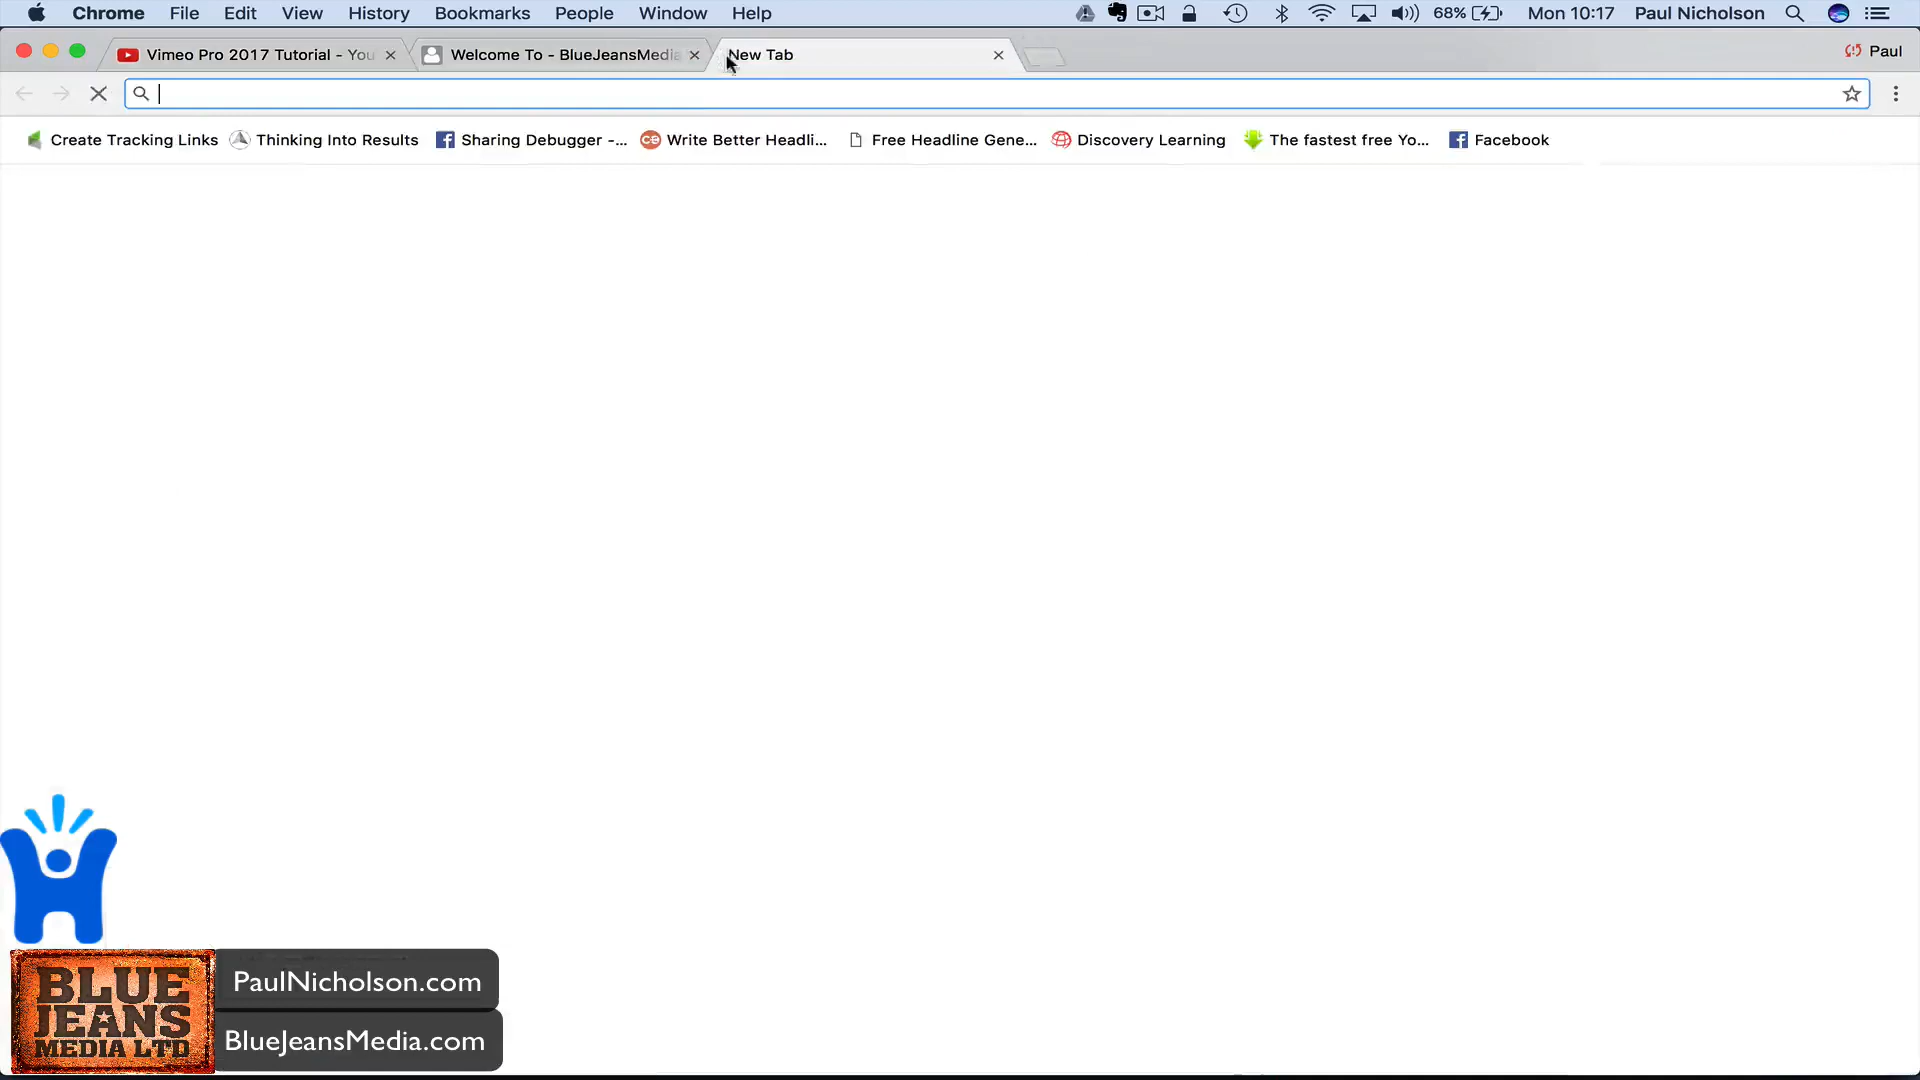 Chrome File Edit View History Bookmarks People Window Help 68% Mon 10:17 Paul Nicholson
Vimeo Pro 2017 Tutorial - You Welcome To - BlueJeansMedia New Tab Paul
Create Tracking Links Thinking Into Results Sharing Debugger -... Write Better Headli... Free Headline Gene... Discovery Learning The fastest free Yo... Facebook
BLUE
JEANS
MEDIA LTD
PaulNicholson.com
BlueJeansMedia.com